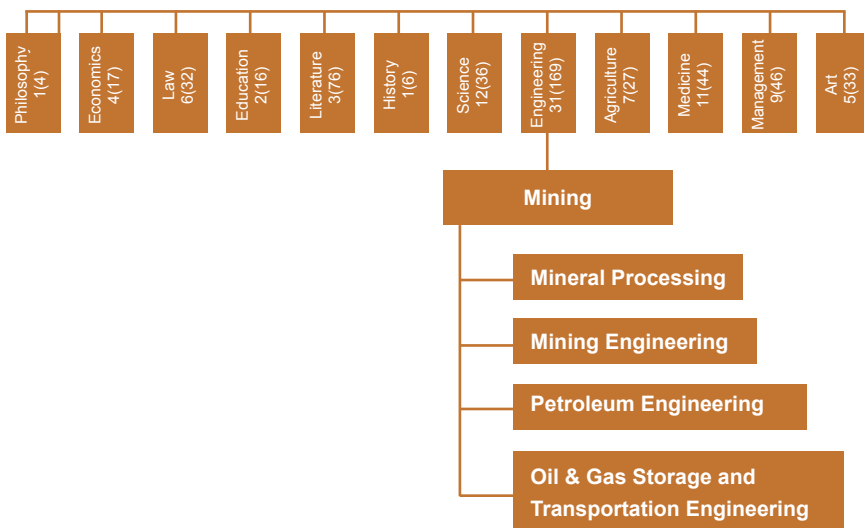 Philosophy
1(4)
Economics
4(17)
Law
6(32)
Education
2(16)
Literature
3(76)
History
1(6)
Science
12(36)
Engineering
31(169)
Agriculture
7(27)
Medicine
11(44)
Management
9(46)
Art
5(33)
Mining
Mineral Processing
Mining Engineering
Petroleum Engineering
Oil & Gas Storage and
Transportation Engineering